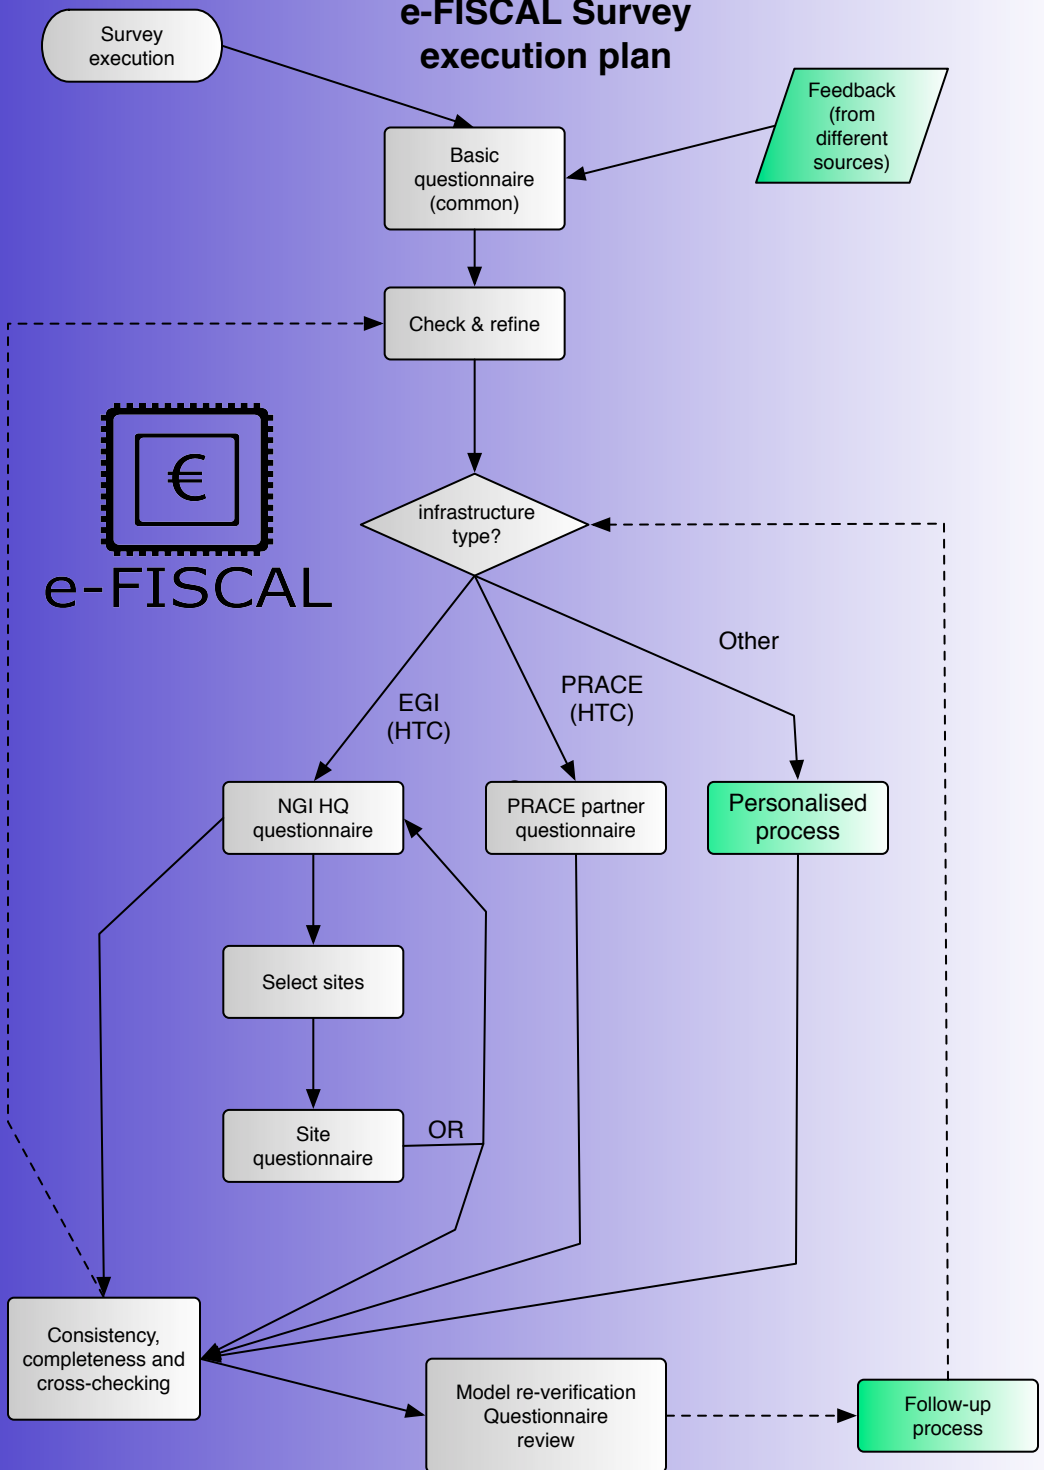 e-FISCAL Survey
execution plan
Survey
execution
Feedback
(from
different
sources)
Basic
questionnaire
(common)
Check & refine
€
e-FISCAL
infrastructure
type?
Other
EGI
(HTC)
PRACE
(HTC)
NGI HQ
questionnaire
PRACE partner
questionnaire
Personalised
process
Select sites
Site
questionnaire
OR
Consistency,
completeness and
cross-checking
Model re-verification
Questionnaire
review
Follow-up
process